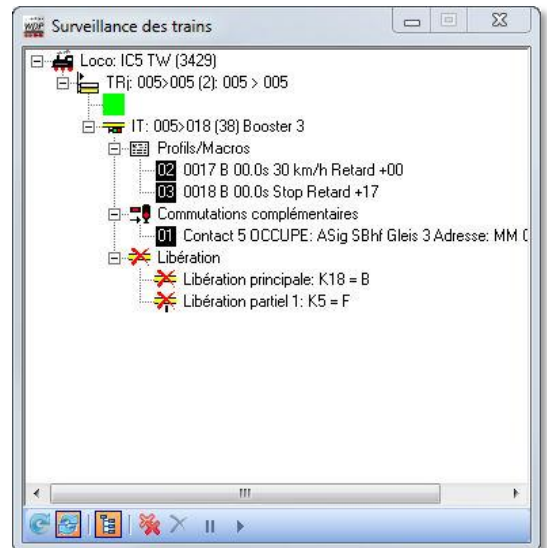 WDP Surveillance des trains
Loco: IC5 TW (3429)
TRj: 005>005 (2): 005 > 005
IT: 005>018 (38) Booster 3
Profils/Macros
02 0017 B 00.0s 30 km/h Retard +00
03 0018 B 00.0s Stop Retard +17
Commutations complémentaires
01 Contact 5 OCCUPE: ASig SBhf Gleis 3 Adresse: MM
Libération
Libération principale: K18 = B
Libération partiel 1: K5 = F